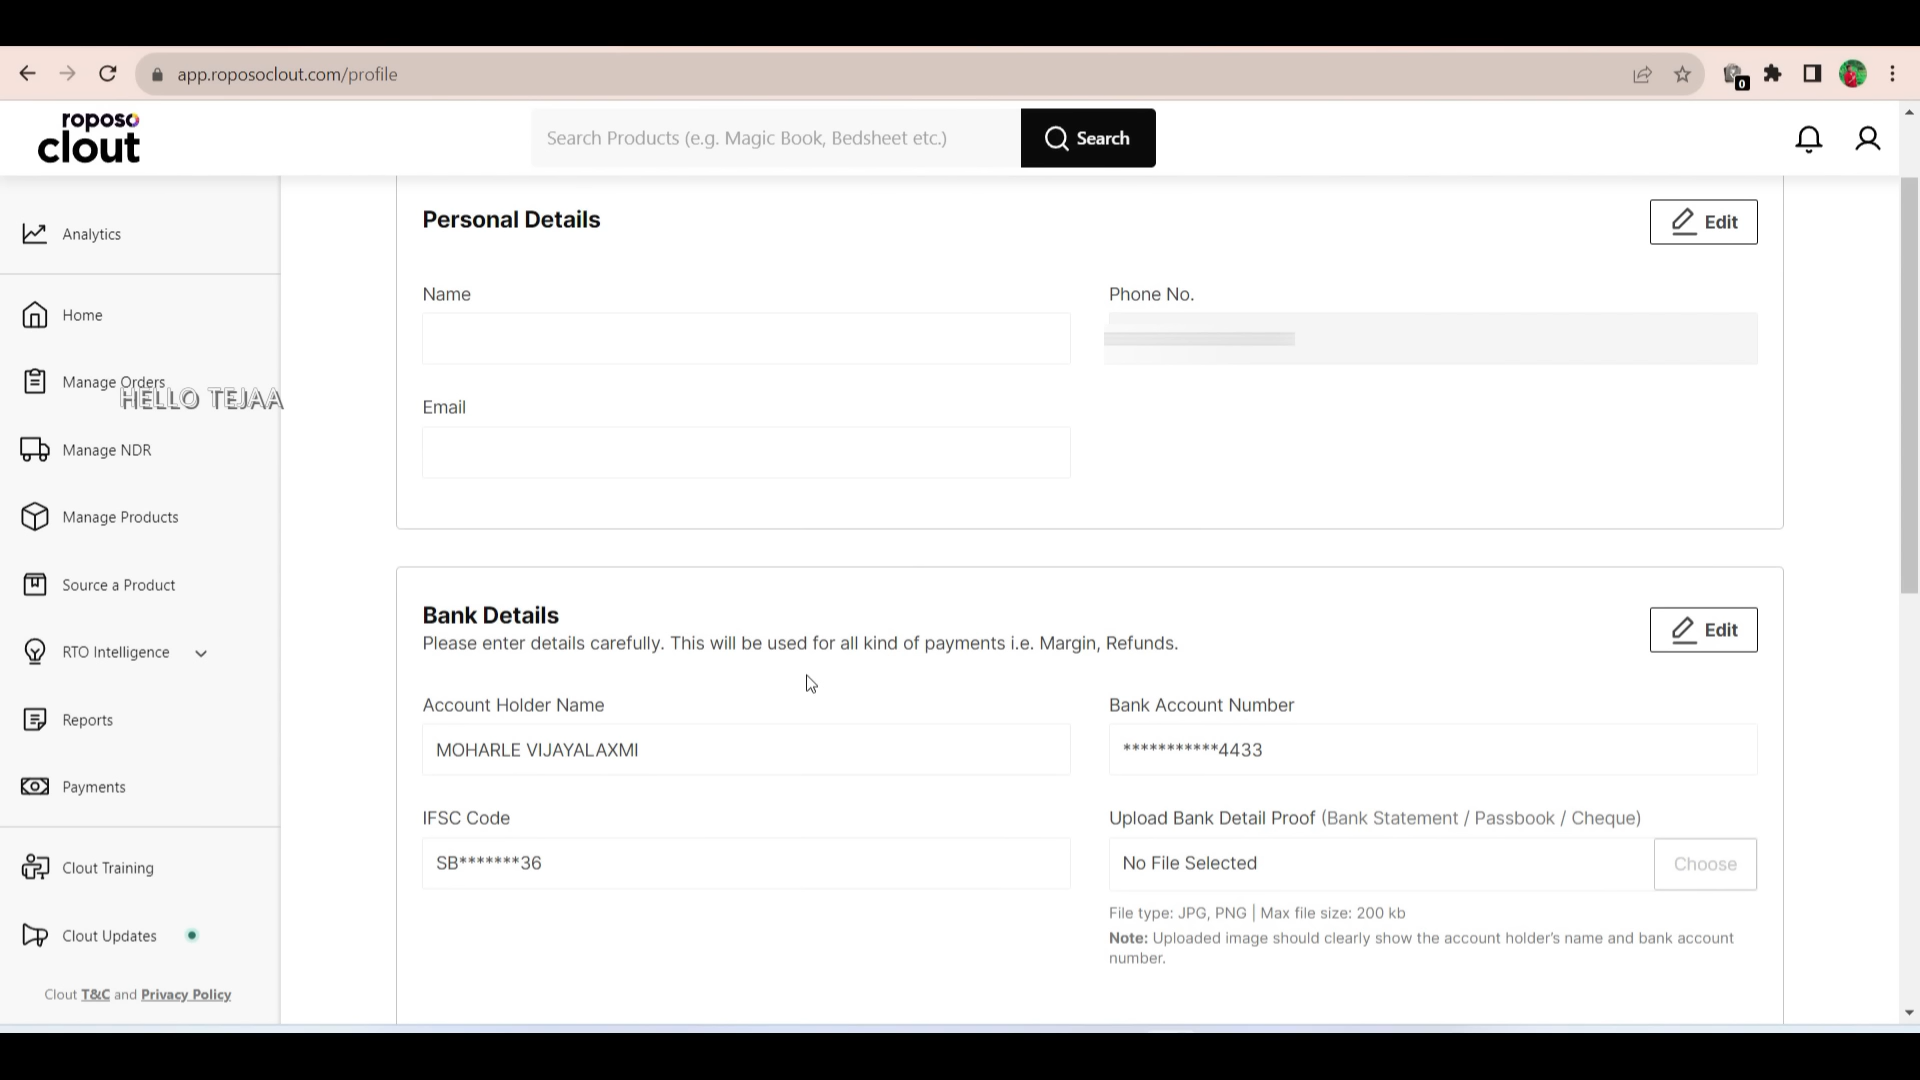 app.roposoclout.com/profile
0
roposo
clout
Search Products (e.g. Magic Book, Bedsheet etc.)
Search
Analytics
Home
Manage Orders
HELLO TEJAA
Manage NDR
Manage Products
Source a Product
RTO Intelligence
Reports
Payments
Clout Training
Clout Updates
Clout T&C and Privacy Policy
Personal Details
Edit
Name
Phone No.
Email
Bank Details
Edit
Please enter details carefully. This will be used for all kind of payments i.e. Margin, Refunds.
Account Holder Name
Bank Account Number
MOHARLE VIJAYALAXMI
***********4433
IFSC Code
Upload Bank Detail Proof (Bank Statement / Passbook / Cheque)
SB*******36
No File Selected
Choose
File type: JPG, PNG | Max file size: 200 kb
Note: Uploaded image should clearly show the account holder's name and bank account
number.